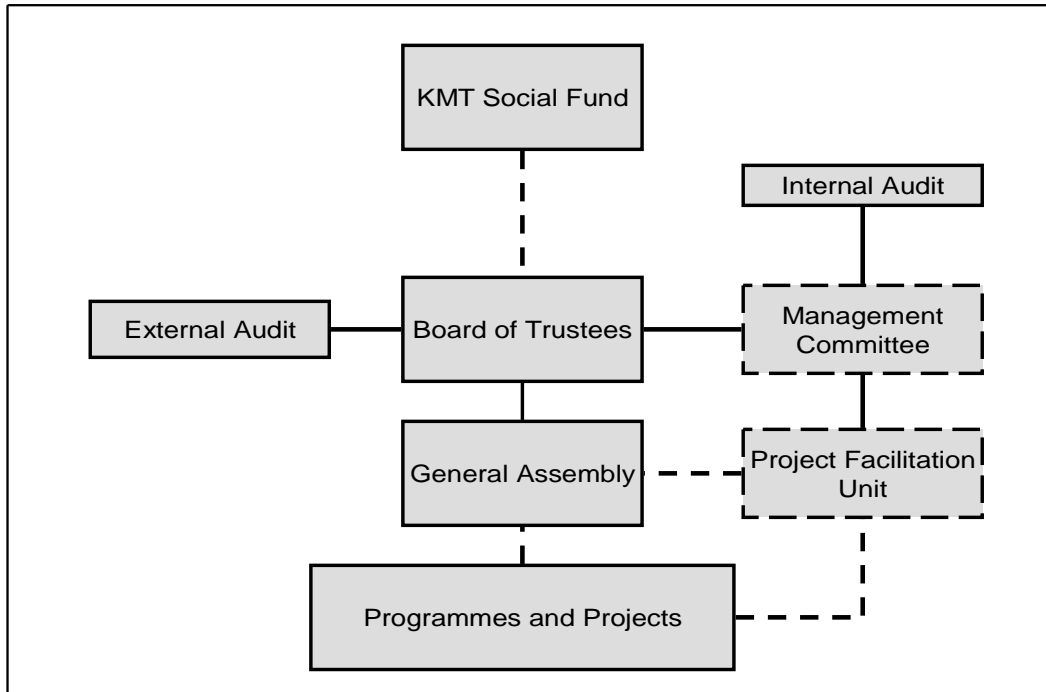 KMT Social Fund
Internal Audit
External Audit
Board of Trustees
Management
Committee
General Assembly
Project Facilitation
Unit
Programmes and Projects